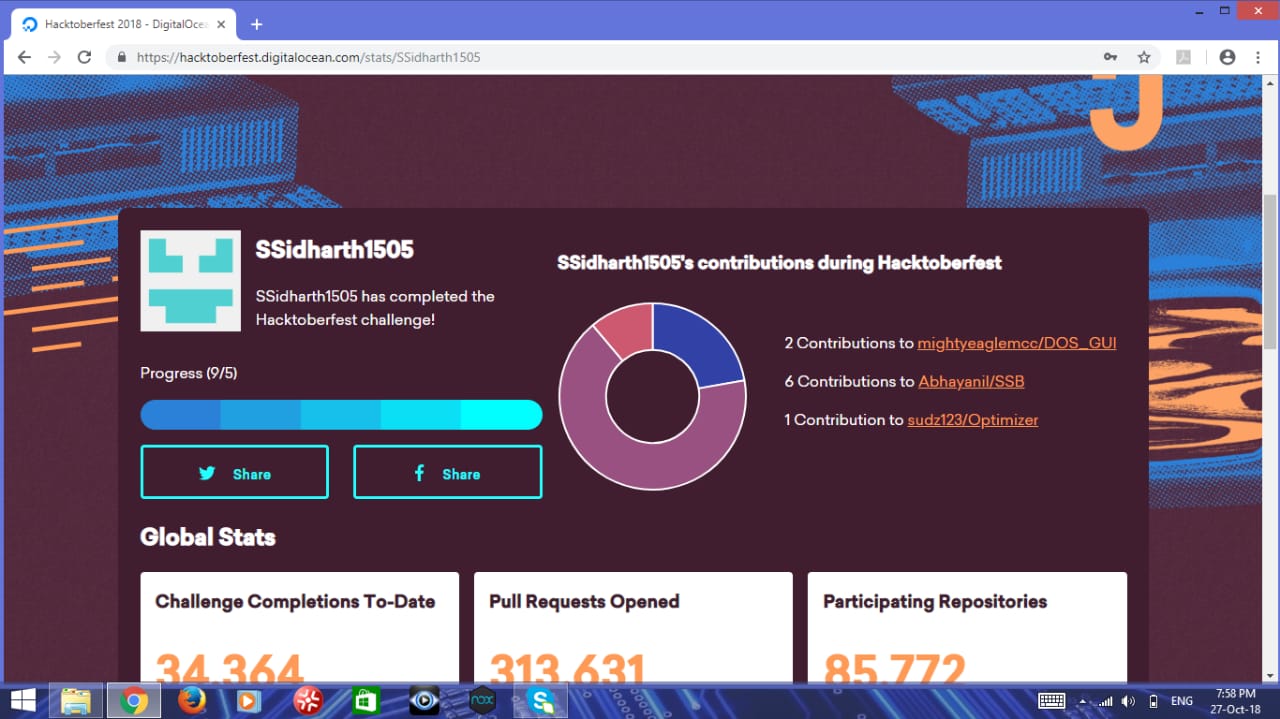 Hacktoberfest 2018 - DigitalOcea
https://hacktoberfest.digitalocean.com/stats/SSidharth1505
SSidharth1505
SSidharth1505 has completed the
Hacktoberfest challenge!
Progress (9/5)
Share
Share
SSidharth1505's contributions during Hacktoberfest
2 Contributions to mightyeaglemcc/DOS_GUI
6 Contributions to Abhayanil/SSB
1 Contribution to sudz123/Optimizer
Global Stats
Challenge Completions To-Date
34,364
Pull Requests Opened
313,631
Participating Repositories
85,772
nox
ENG
7:58 PM
27-Oct-18